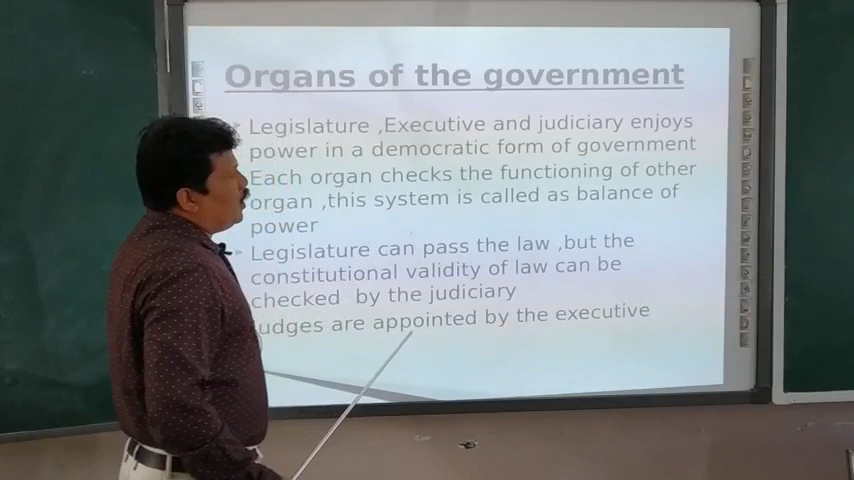 Organs of the government
Legislature ,Executive and judiciary enjoys
power in a democratic form of government
Each organ checks the functioning of other
organ ,this system is called as balance of
power
Legislature can pass the law ,but the
constitutional validity of law can be
checked by the judiciary
udges are appointed by the executive